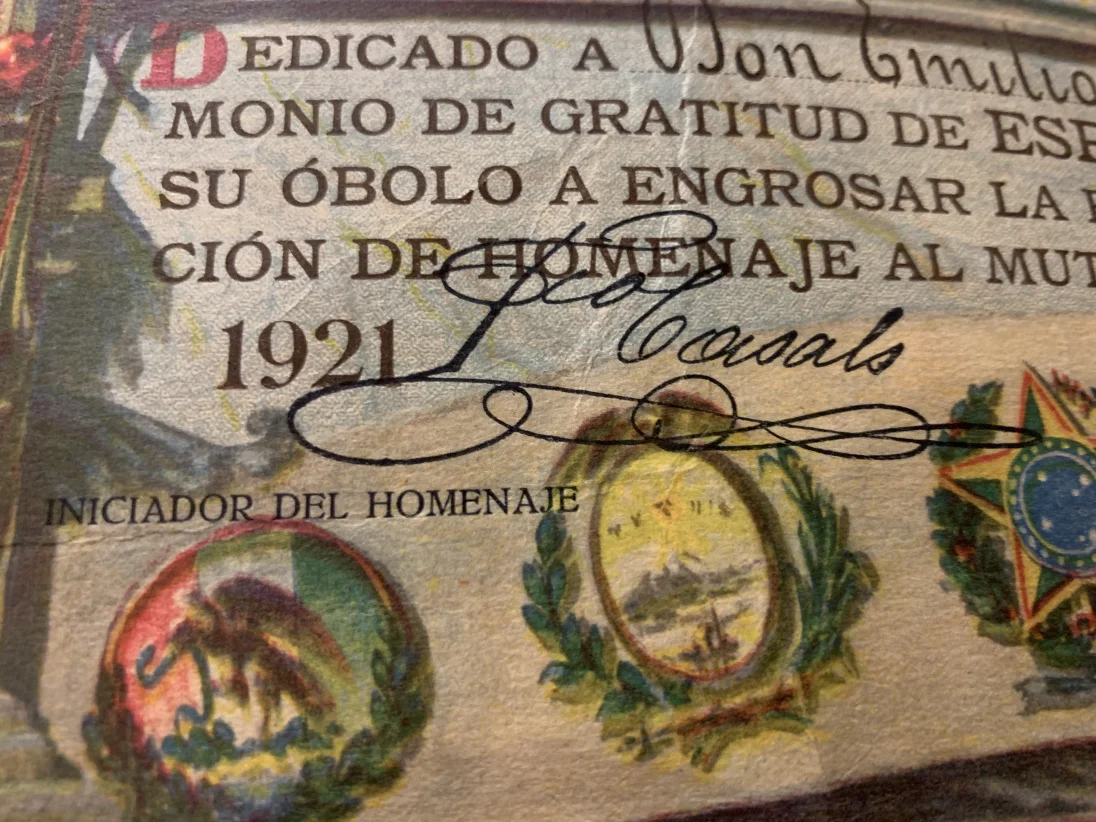 DEDICADO A Don Emilio
MONIO DE GRATITUD DE ESP
SU ÓBOLO A ENGROSAR LA
CIÓN DE HOMENAJE AL MUT
1921
Casals
INICIADOR DEL HOMENAJE